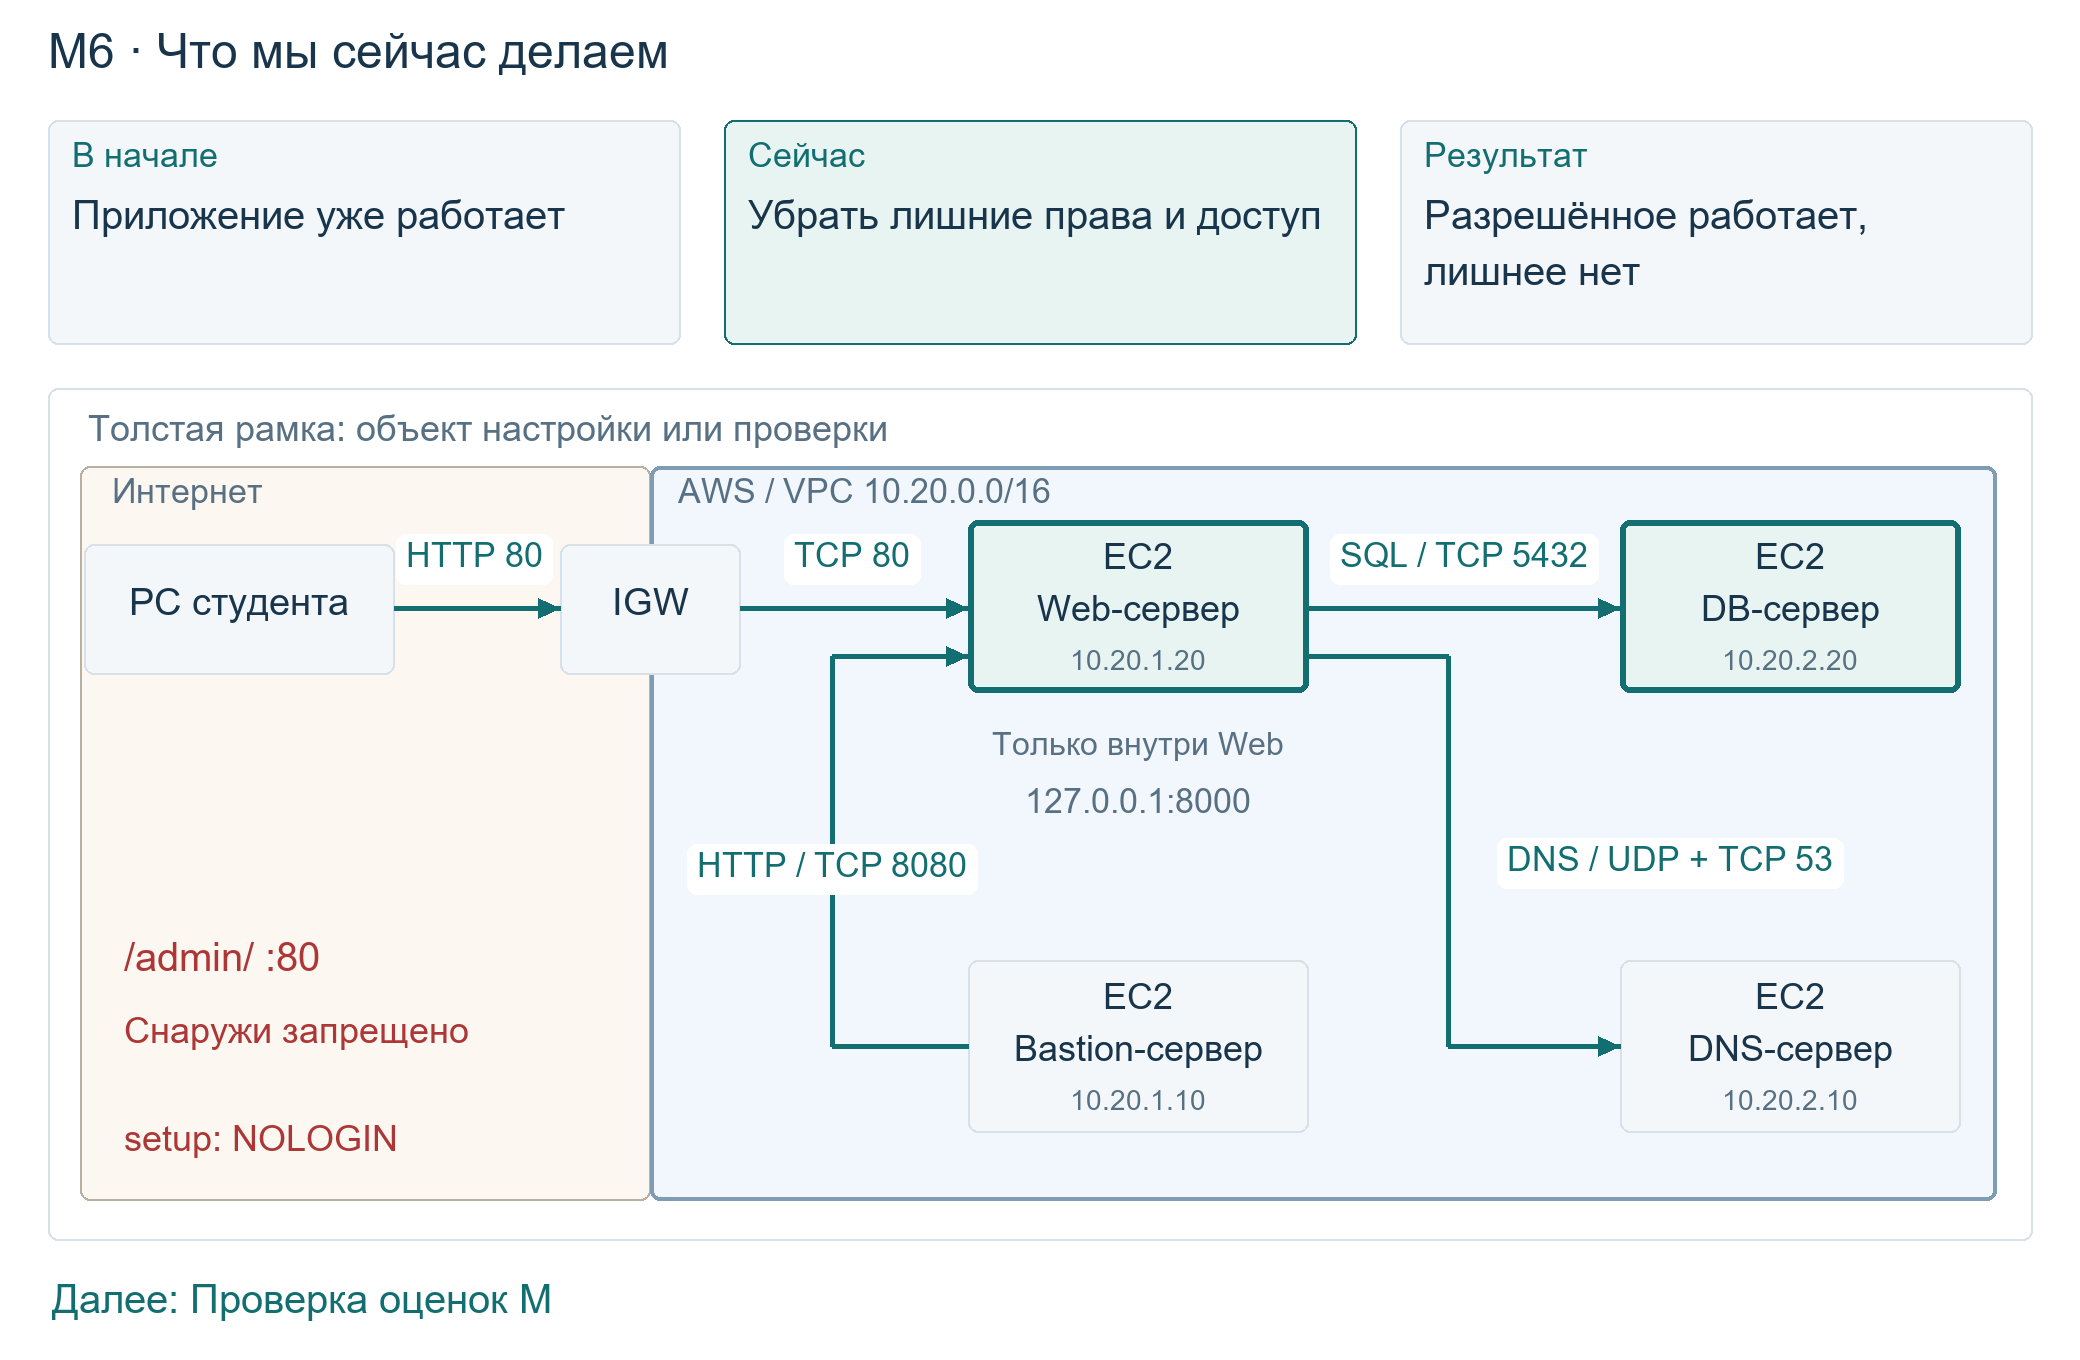 М6 · Что мы сейчас делаем
В начале
Приложение уже работает
Сейчас
Убрать лишние права и доступ
Результат
Разрешённое работает,
лишнее нет
Толстая рамка: объект настройки или проверки
Интернет
AWS / VPC 10.20.0.0/16
PC студента
HTTP 80
IGW
TCP 80
EC2
Web-сервер
10.20.1.20
SQL / TCP 5432
EC2
DB-сервер
10.20.2.20
Только внутри Web
127.0.0.1:8000
HTTP / TCP 8080
DNS / UDP + TCP 53
/admin/ :80
Снаружи запрещено
setup: NOLOGIN
EC2
Bastion-сервер
10.20.1.10
EC2
DNS-сервер
10.20.2.10
Далее: Проверка оценок М